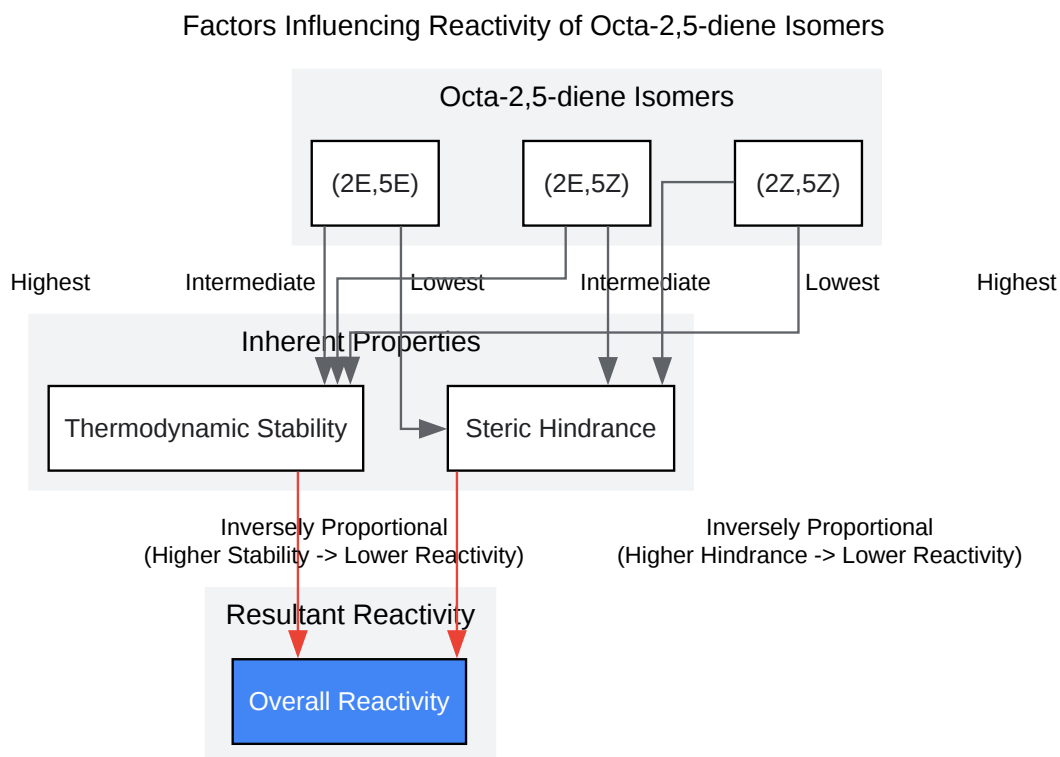 Factors Influencing Reactivity of Octa-2,5-diene Isomers
Octa-2,5-diene Isomers
(2E,5E)
(2E,5Z)
(2Z,5Z)
Highest
Intermediate
Lowest
Intermediate
Lowest
Highest
Inherent Properties
Thermodynamic Stability
Steric Hindrance
Inversely Proportional
(Higher Stability -> Lower Reactivity)
Inversely Proportional
(Higher Hindrance -> Lower Reactivity)
Resultant Reactivity
Overall Reactivity